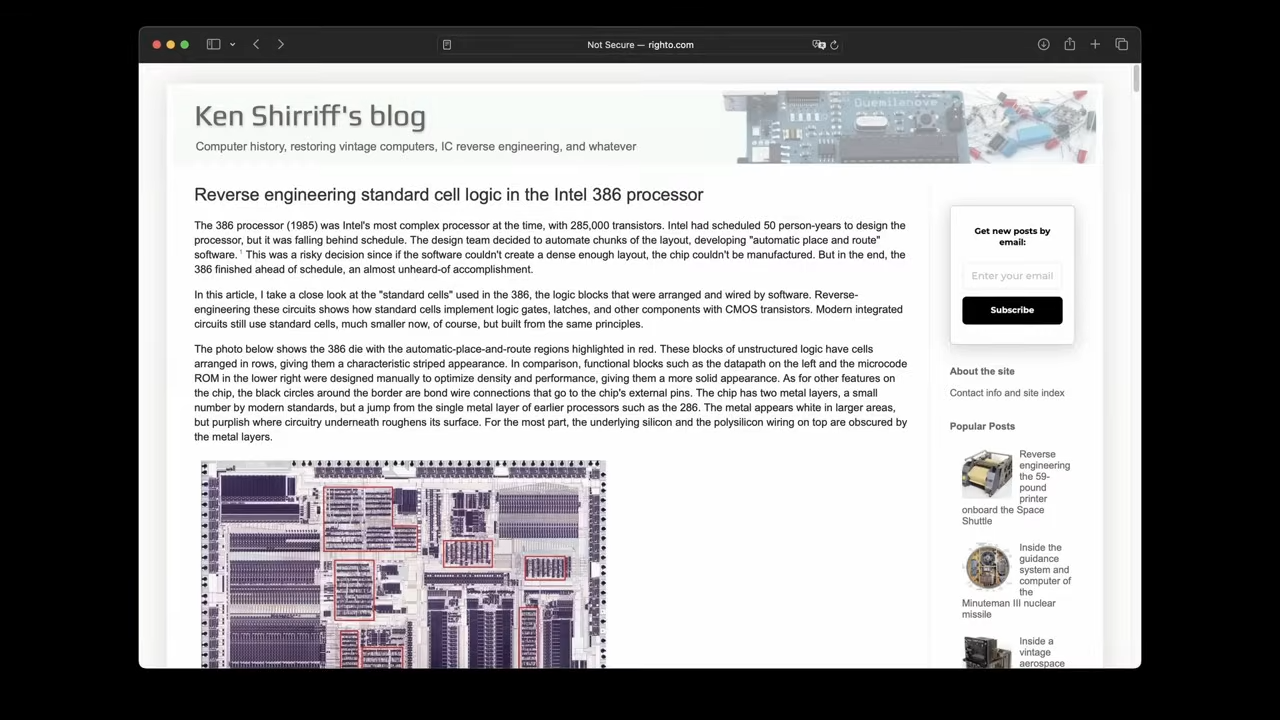 Not Secure — righto.com
Ken Shirriff's blog
Computer history, restoring vintage computers, IC reverse engineering, and whatever
Reverse engineering standard cell logic in the Intel 386 processor
The 386 processor (1985) was Intel's most complex processor at the time, with 285,000 transistors. Intel had scheduled 50 person-years to design the
processor, but it was falling behind schedule. The design team decided to automate chunks of the layout, developing "automatic place and route"
software. 1 This was a risky decision since if the software couldn't create a dense enough layout, the chip couldn't be manufactured. But in the end, the
386 finished ahead of schedule, an almost unheard-of accomplishment.
In this article, I take a close look at the "standard cells" used in the 386, the logic blocks that were arranged and wired by software. Reverse-
engineering these circuits shows how standard cells implement logic gates, latches, and other components with CMOS transistors. Modern integrated
circuits still use standard cells, much smaller now, of course, but built from the same principles.
The photo below shows the 386 die with the automatic-place-and-route regions highlighted in red. These blocks of unstructured logic have cells
arranged in rows, giving them a characteristic striped appearance. In comparison, functional blocks such as the datapath on the left and the microcode
ROM in the lower right were designed manually to optimize density and performance, giving them a more solid appearance. As for other features on
the chip, the black circles around the border are bond wire connections that go to the chip's external pins. The chip has two metal layers, a small
number by modern standards, but a jump from the single metal layer of earlier processors such as the 286. The metal appears white in larger areas,
but purplish where circuitry underneath roughens its surface. For the most part, the underlying silicon and the polysilicon wiring on top are obscured by
the metal layers.
Get new posts by
email:
Enter your email
Subscribe
About the site
Contact info and site index
Popular Posts
Reverse
engineering
the 59-
pound
printer
onboard the Space
Shuttle
Inside the
guidance
system and
computer of
the
Minuteman III nuclear
missile
Inside a
vintage
aerospace